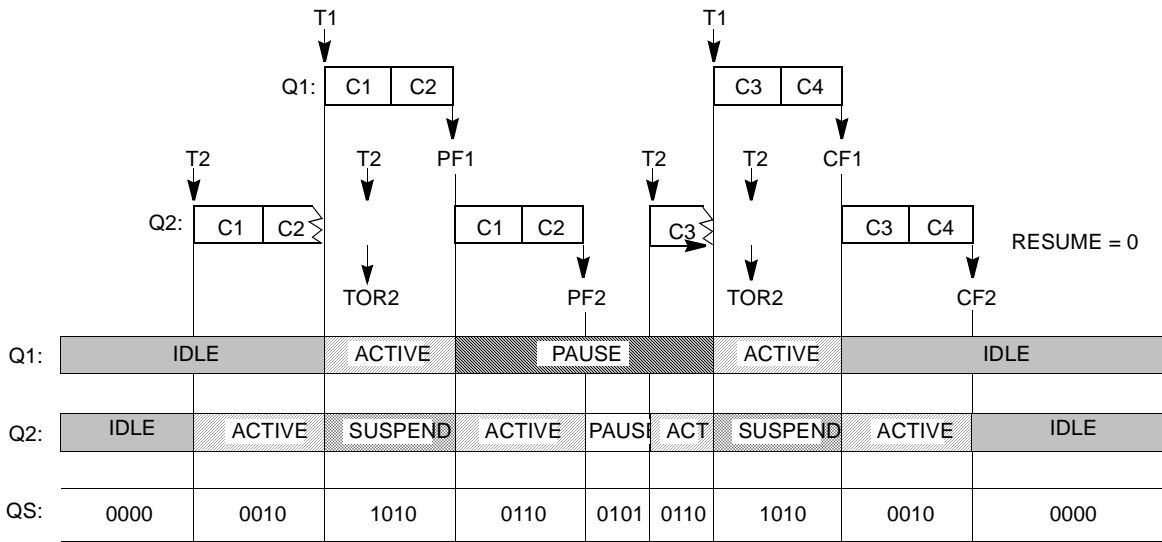 T1 T1
Q1: C1 C2 C3 C4
T2 T2 PF1 T2 T2 CF1
Q2: C1 C2 C1 C2 C3 C3 C4 RESUME = 0
TOR2 PF2 TOR2 CF2
Q1: IDLE ACTIVE PAUSE ACTIVE IDLE
Q2: IDLE ACTIVE SUSPEND ACTIVE PAUSE ACT SUSPEND ACTIVE IDLE
QS: 0000 0010 1010 0110 0101 0110 1010 0010 0000